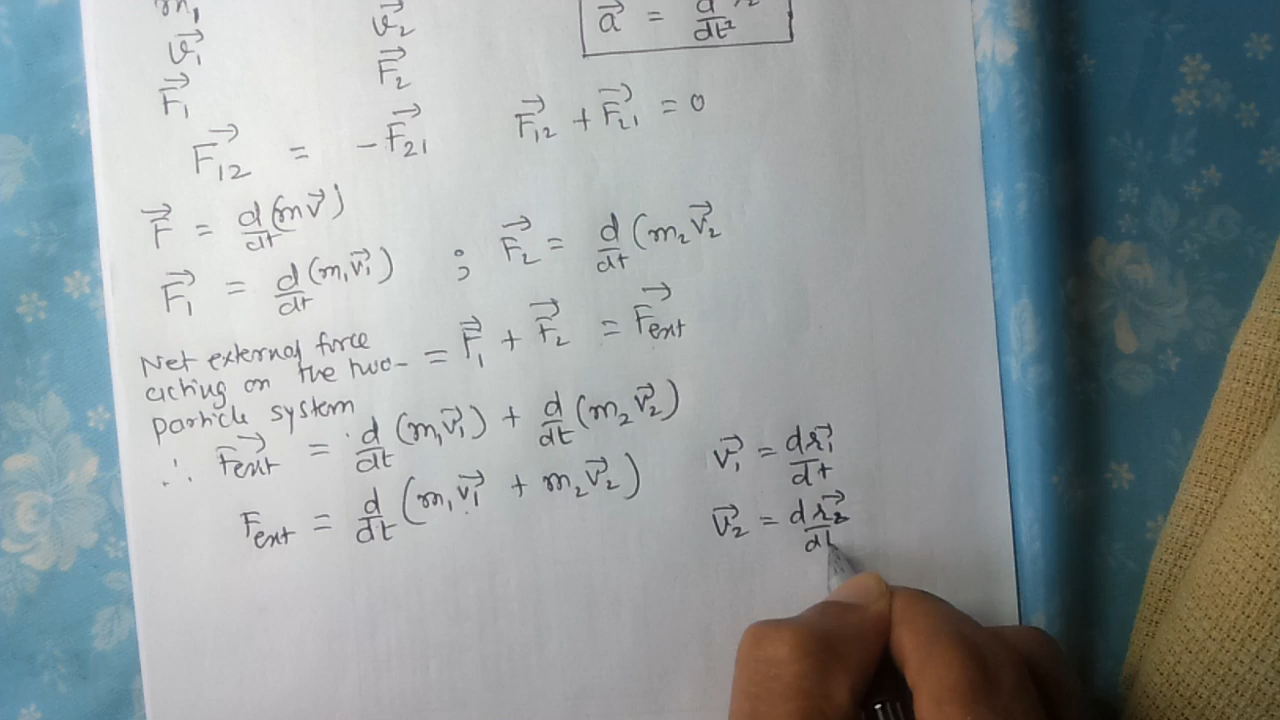 m₁
v⃗₁ v⃗₂ a⃗ = d /dt²
F⃗₁ F⃗₂
F⃗₁₂ = -F⃗₂₁ F⃗₁₂ + F⃗₂₁ = 0
F⃗ = d/dt (mv⃗)
F⃗₁ = d/dt (m₁v⃗₁) ; F⃗₂ = d/dt (m₂v⃗₂
Net external force
acting on the two- = F⃗₁ + F⃗₂ = F⃗ext
particle system
∴ F⃗ext = d/dt (m₁v⃗₁) + d/dt (m₂v⃗₂)
Fext = d/dt (m₁v⃗₁ + m₂v⃗₂)
v⃗₁ = dr⃗₁/dt
v⃗₂ = dr⃗₂/dt